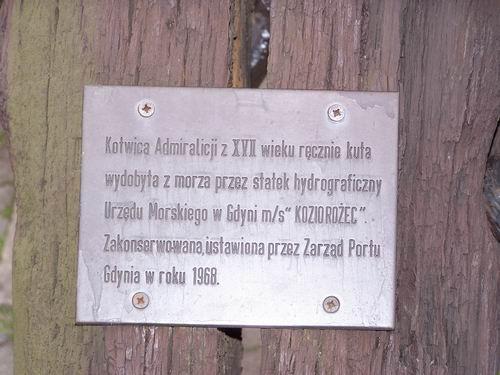 Kotwica Admiralicji z XVII wieku ręcznie kuta
wydobyta z morza przez statek hydrograficzny
Urzędu Morskiego w Gdyni m/s" KOZIOROŻEC".
Zakonserwowana,ustawiona przez Zarząd Portu
Gdynia w roku 1968.